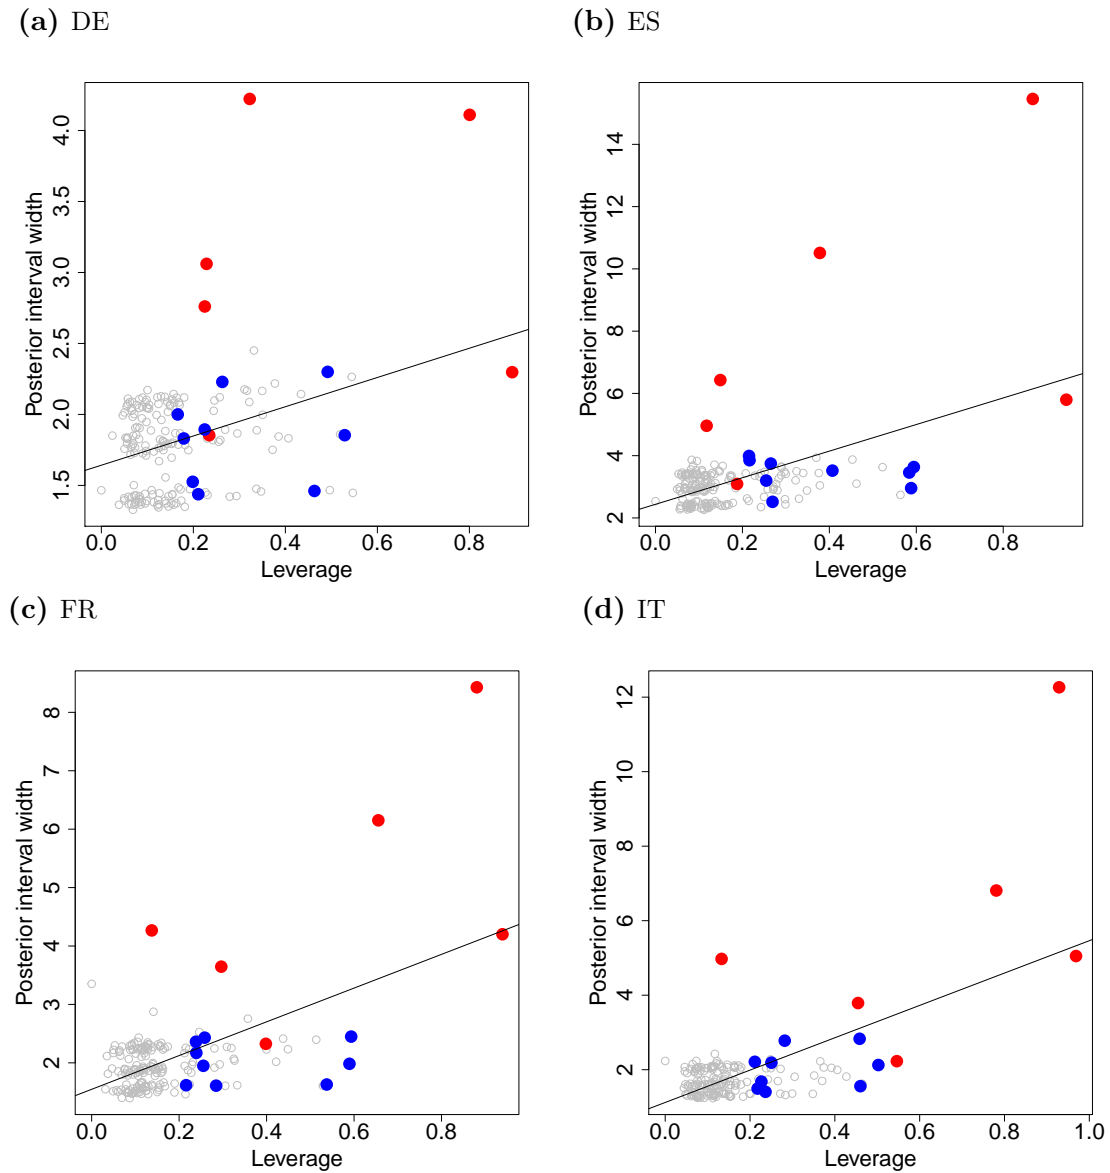 (a) DE
Posterior interval width
1.5 2.0 2.5 3.0 3.5 4.0
0.0 0.2 0.4 0.6 0.8
Leverage
(b) ES
Posterior interval width
2 4 6 8 10 12 14
0.0 0.2 0.4 0.6 0.8
Leverage
(c) FR
Posterior interval width
2 3 4 5 6 7 8
0.0 0.2 0.4 0.6 0.8
Leverage
(d) IT
Posterior interval width
2 4 6 8 10 12
0.0 0.2 0.4 0.6 0.8 1.0
Leverage